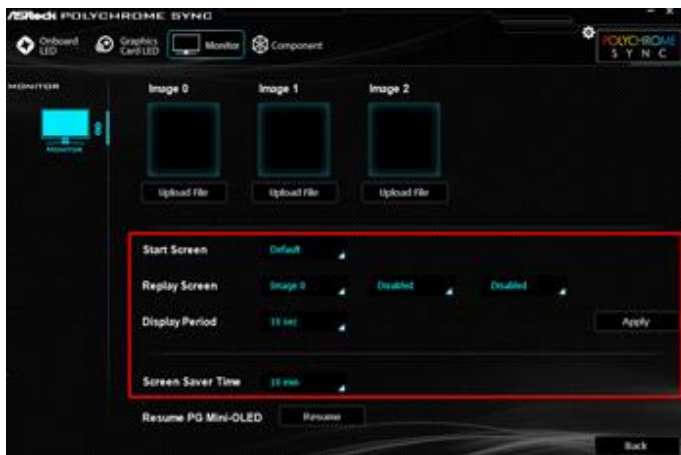 ASRock POLYCHROME SYNC
Onboard LED
Graphics Card LED
Monitor
Component
POLYCHROME SYNC
MONITOR
Monitor
Image 0 Image 1 Image 2
Upload File Upload File Upload File
Start Screen Default
Replay Screen Image 0 Disabled Disabled
Display Period 10 sec Apply
Screen Saver Time 10 min
Resume PG Mini-OLED Resume
Back